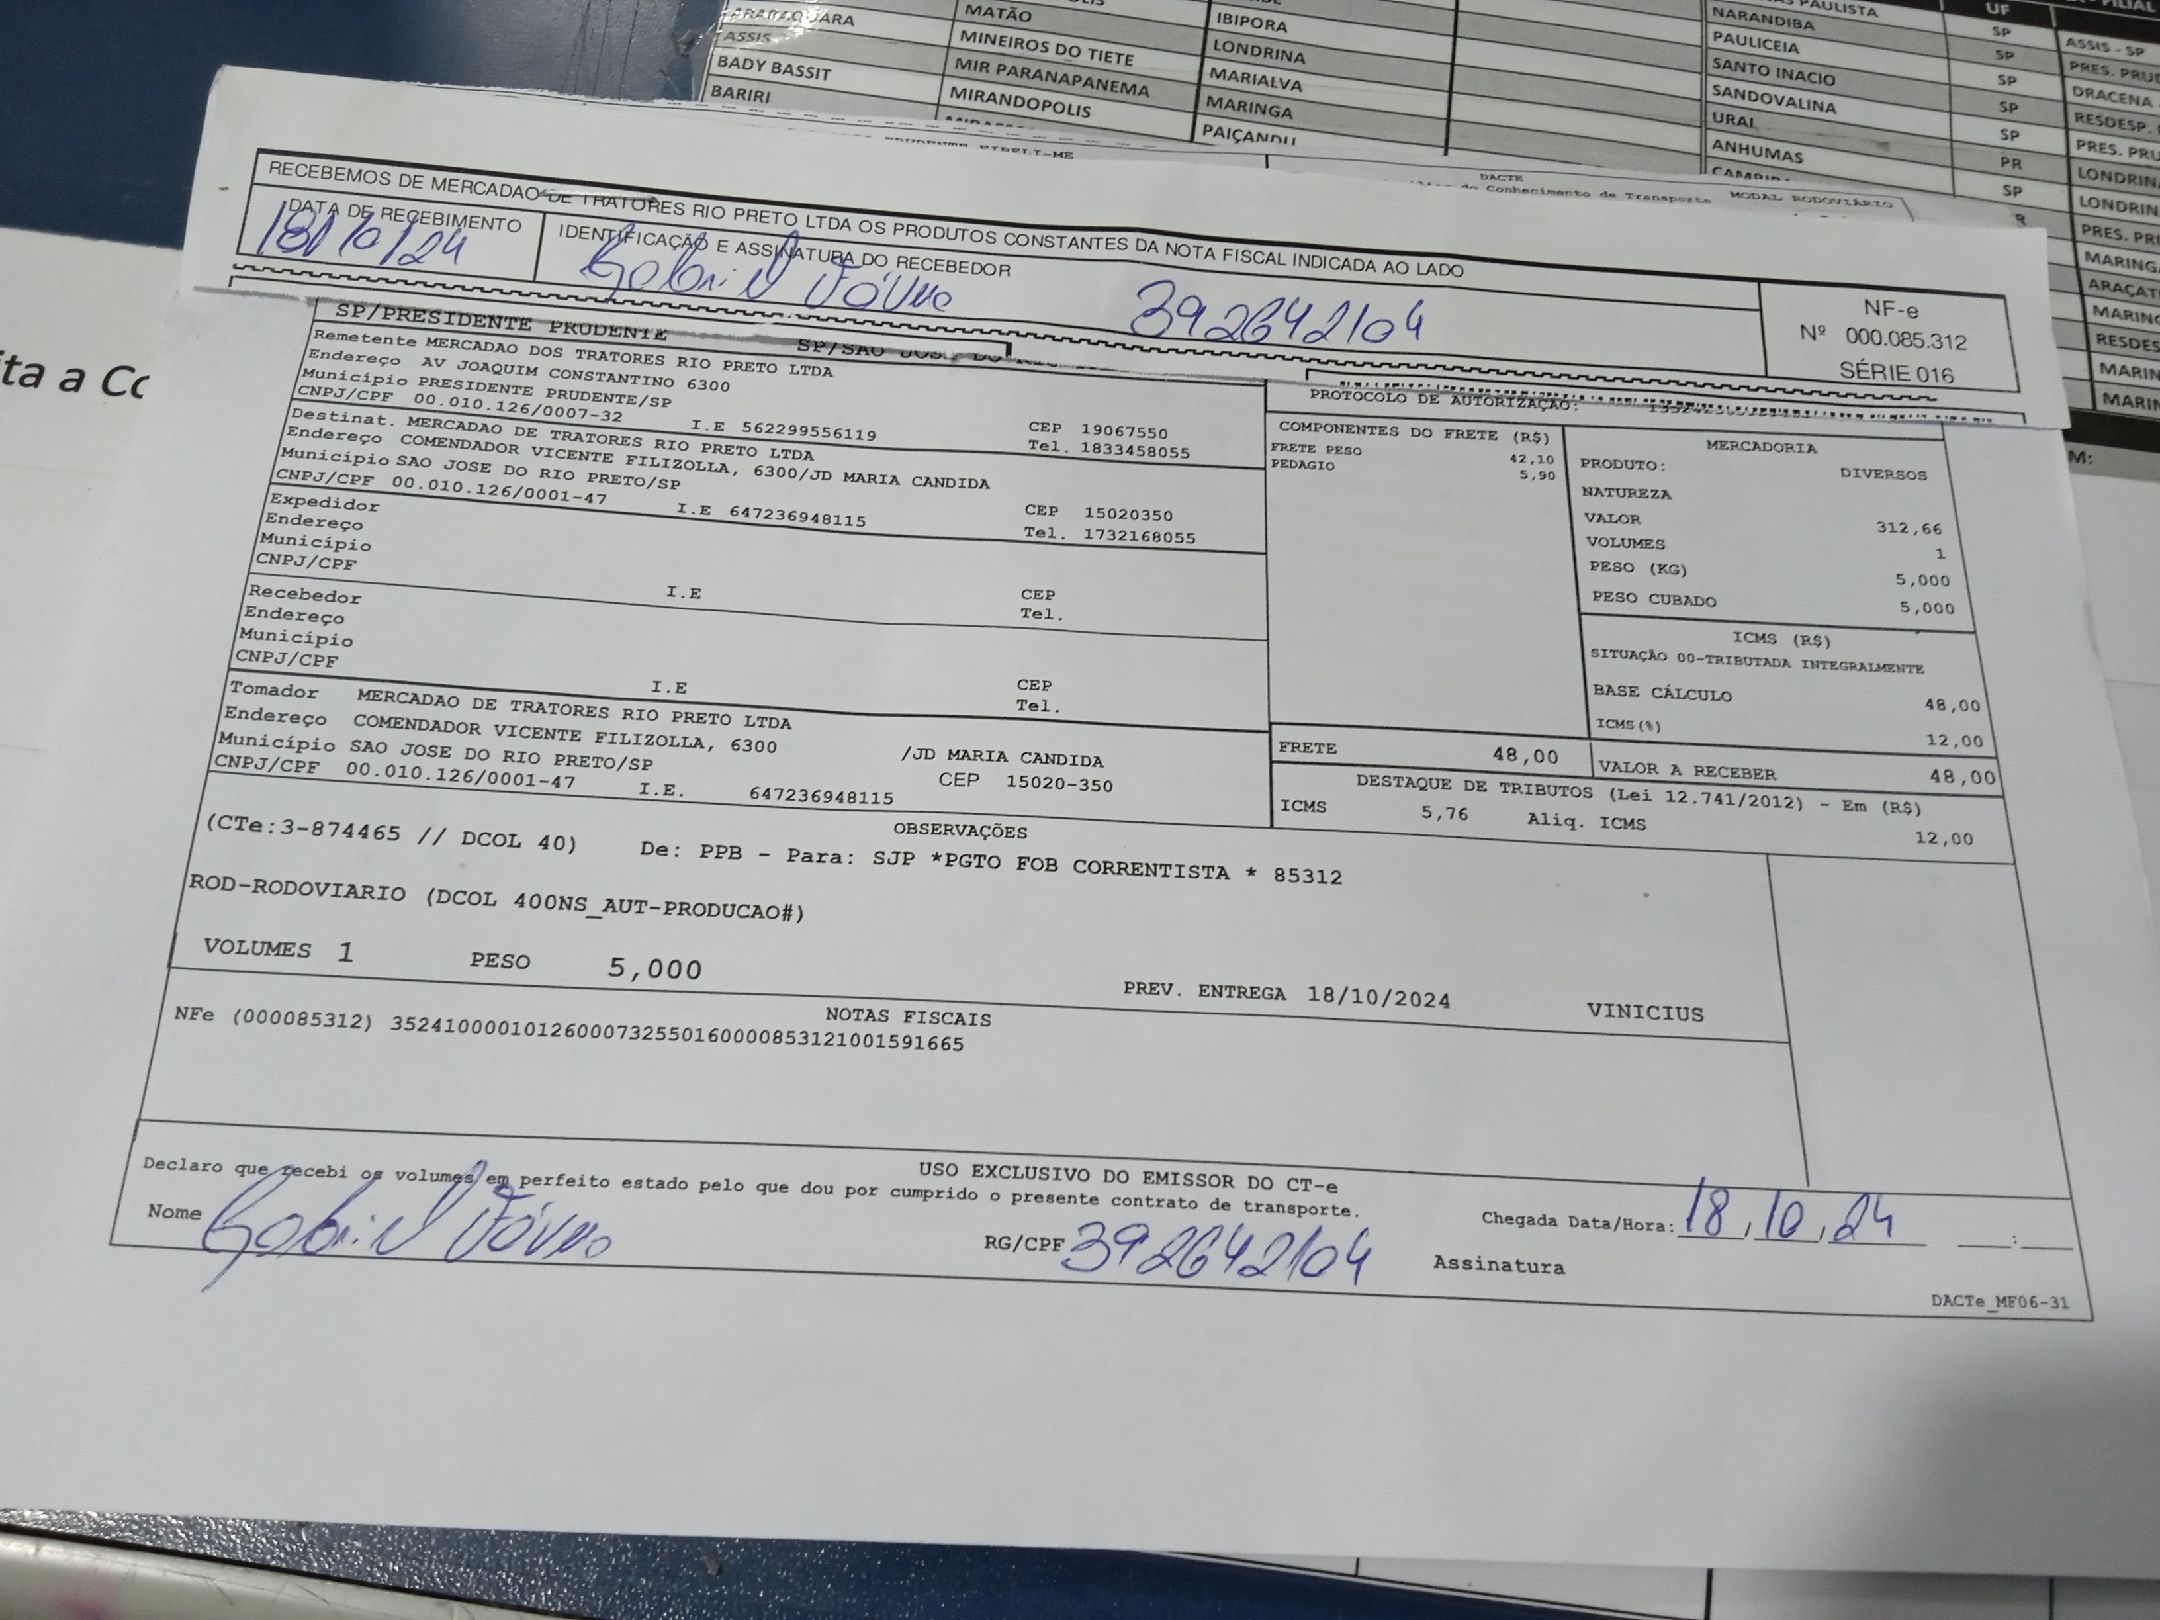 MATÃO
IBIPORA
NARANDIBA
UF
ARARAQUARA
MINEIROS DO TIETE
LONDRINA
PAULICEIA
SP
ASSIS - SP
ASSIS
MIR PARANAPANEMA
MARIALVA
SANTO INACIO
SP
BADY BASSIT
MIRANDOPOLIS
MARINGA
SANDOVALINA
SP
BARIRI
PAIÇANDU
URAI
SP
ANHUMAS
SP
PR
SP
DACTE
MODAL RODOVIÁRIO
RECEBEMOS DE MERCADAO DE TRATORES RIO PRETO LTDA OS PRODUTOS CONSTANTES DA NOTA FISCAL INDICADA AO LADO
DATA DE RECEBIMENTO
18/10/24
IDENTIFICAÇÃO E ASSINATURA DO RECEBEDOR
Gabriel
392642104
NF-e
Nº 000.085.312
SÉRIE 016
SP/PRESIDENTE PRUDENTE
Remetente MERCADAO DOS TRATORES RIO PRETO LTDA
Endereço AV JOAQUIM CONSTANTINO 6300
Município PRESIDENTE PRUDENTE/SP CEP 19067550
CNPJ/CPF 00.010.126/0007-32 I.E 562299556119 Tel. 1833458055
Destinat. MERCADAO DE TRATORES RIO PRETO LTDA
Endereço COMENDADOR VICENTE FILIZOLLA, 6300/JD MARIA CANDIDA
Município SAO JOSE DO RIO PRETO/SP CEP 15020350
CNPJ/CPF 00.010.126/0001-47 I.E 647236948115 Tel. 1732168055
Expedidor
Endereço
Município CEP
CNPJ/CPF I.E Tel.
Recebedor
Endereço
Município CEP
CNPJ/CPF I.E Tel.
Tomador MERCADAO DE TRATORES RIO PRETO LTDA
Endereço COMENDADOR VICENTE FILIZOLLA, 6300 /JD MARIA CANDIDA
Município SAO JOSE DO RIO PRETO/SP CEP 15020-350
CNPJ/CPF 00.010.126/0001-47 I.E. 647236948115
PROTOCOLO DE AUTORIZAÇÃO:
COMPONENTES DO FRETE (R$)
FRETE PESO 42,10
PEDAGIO 5,90
MERCADORIA
PRODUTO: DIVERSOS
NATUREZA
VALOR 312,66
VOLUMES 1
PESO (KG) 5,000
PESO CUBADO 5,000
ICMS (R$)
SITUAÇÃO 00-TRIBUTADA INTEGRALMENTE
BASE CÁLCULO 48,00
ICMS(%) 12,00
FRETE 48,00 VALOR A RECEBER 48,00
DESTAQUE DE TRIBUTOS (Lei 12.741/2012) - Em (R$)
ICMS 5,76 Aliq. ICMS 12,00
OBSERVAÇÕES
(CTe:3-874465 // DCOL 40) De: PPB - Para: SJP *PGTO FOB CORRENTISTA * 85312
ROD-RODOVIARIO (DCOL 400NS_AUT-PRODUCAO#)
VOLUMES 1 PESO 5,000 PREV. ENTREGA 18/10/2024 VINICIUS
NOTAS FISCAIS
NFe (000085312) 35241000010126000732550160000853121001591665
USO EXCLUSIVO DO EMISSOR DO CT-e
Declaro que recebi os volumes em perfeito estado pelo que dou por cumprido o presente contrato de transporte.
Nome Gabriel RG/CPF 392642104 Chegada Data/Hora: 18,10,24 :
Assinatura
DACTe_MF06-31